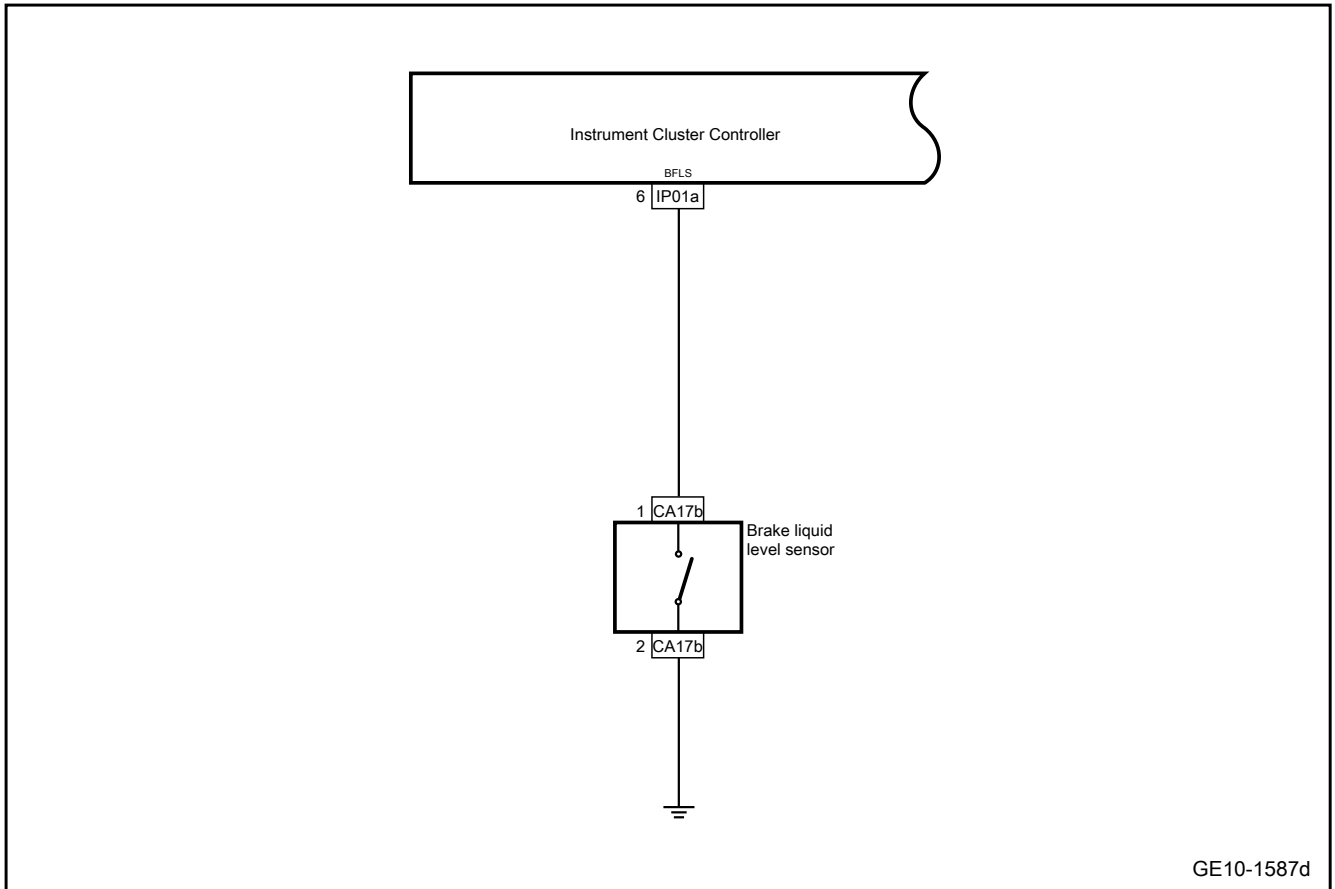 Instrument Cluster Controller
BFLS
6 IP01a
1 CA17b
Brake liquid
level sensor
2 CA17b
GE10-1587d